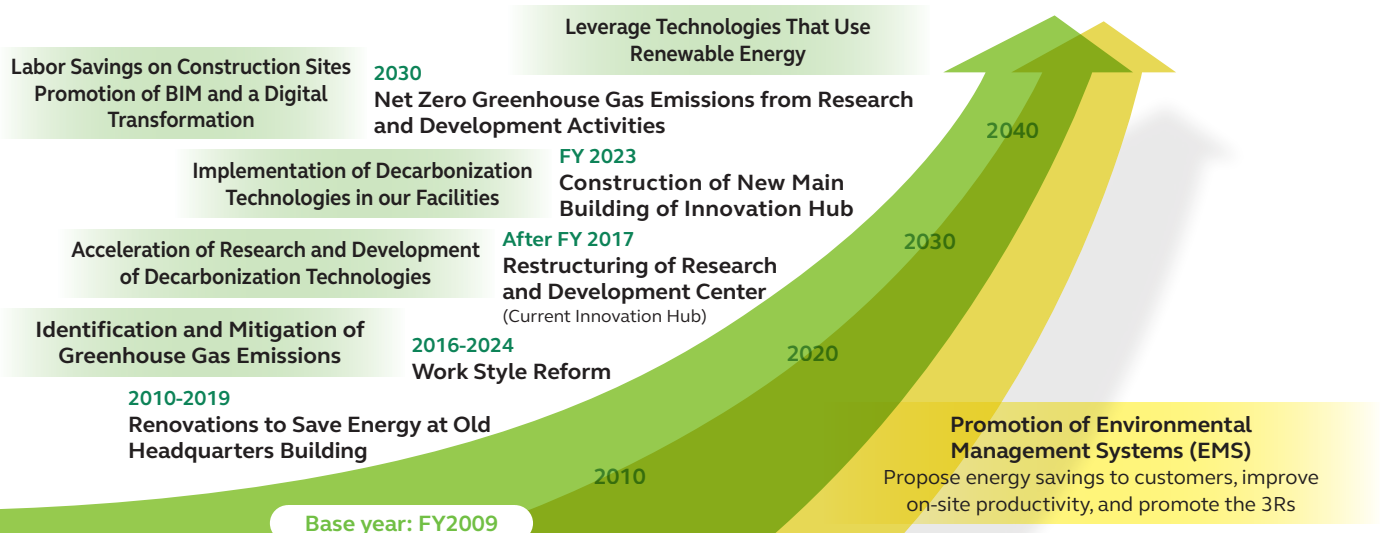 Leverage Technologies That Use
Renewable Energy
Labor Savings on Construction Sites
Promotion of BIM and a Digital
Transformation
2030
Net Zero Greenhouse Gas Emissions from Research
and Development Activities
2040
Implementation of Decarbonization
Technologies in our Facilities
FY 2023
Construction of New Main
Building of Innovation Hub
2030
Acceleration of Research and Development
of Decarbonization Technologies
After FY 2017
Restructuring of Research
and Development Center
(Current Innovation Hub)
Identification and Mitigation of
Greenhouse Gas Emissions
2016-2024
Work Style Reform
2020
2010-2019
Renovations to Save Energy at Old
Headquarters Building
2010
Promotion of Environmental
Management Systems (EMS)
Propose energy savings to customers, improve
on-site productivity, and promote the 3Rs
Base year: FY2009